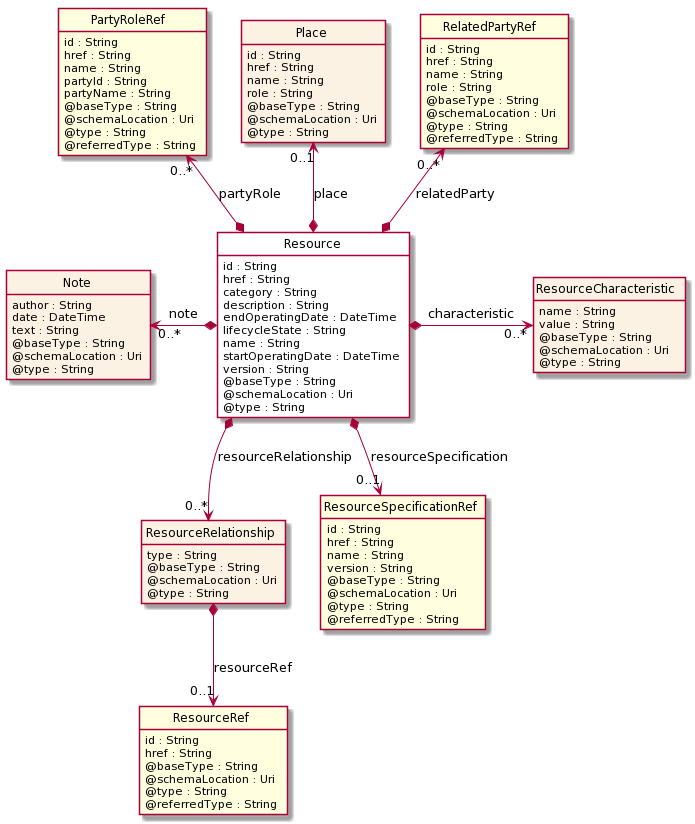 PartyRoleRef
id : String
href : String
name : String
partyId : String
partyName : String
@baseType : String
@schemaLocation : Uri
@type : String
@referredType : String
Place
id : String
href : String
name : String
role : String
@baseType : String
@schemaLocation : Uri
@type : String
RelatedPartyRef
id : String
href : String
name : String
role : String
@baseType : String
@schemaLocation : Uri
@type : String
@referredType : String
0..*
0..1
0..*
partyRole
place
relatedParty
Note
author : String
date : DateTime
text : String
@baseType : String
@schemaLocation : Uri
@type : String
note
0..*
Resource
id : String
href : String
category : String
description : String
endOperatingDate : DateTime
lifecycleState : String
name : String
startOperatingDate : DateTime
version : String
@baseType : String
@schemaLocation : Uri
@type : String
characteristic
0..*
ResourceCharacteristic
name : String
value : String
@baseType : String
@schemaLocation : Uri
@type : String
resourceRelationship
resourceSpecification
0..*
0..1
ResourceRelationship
type : String
@baseType : String
@schemaLocation : Uri
@type : String
ResourceSpecificationRef
id : String
href : String
name : String
version : String
@baseType : String
@schemaLocation : Uri
@type : String
@referredType : String
resourceRef
0..1
ResourceRef
id : String
href : String
@baseType : String
@schemaLocation : Uri
@type : String
@referredType : String